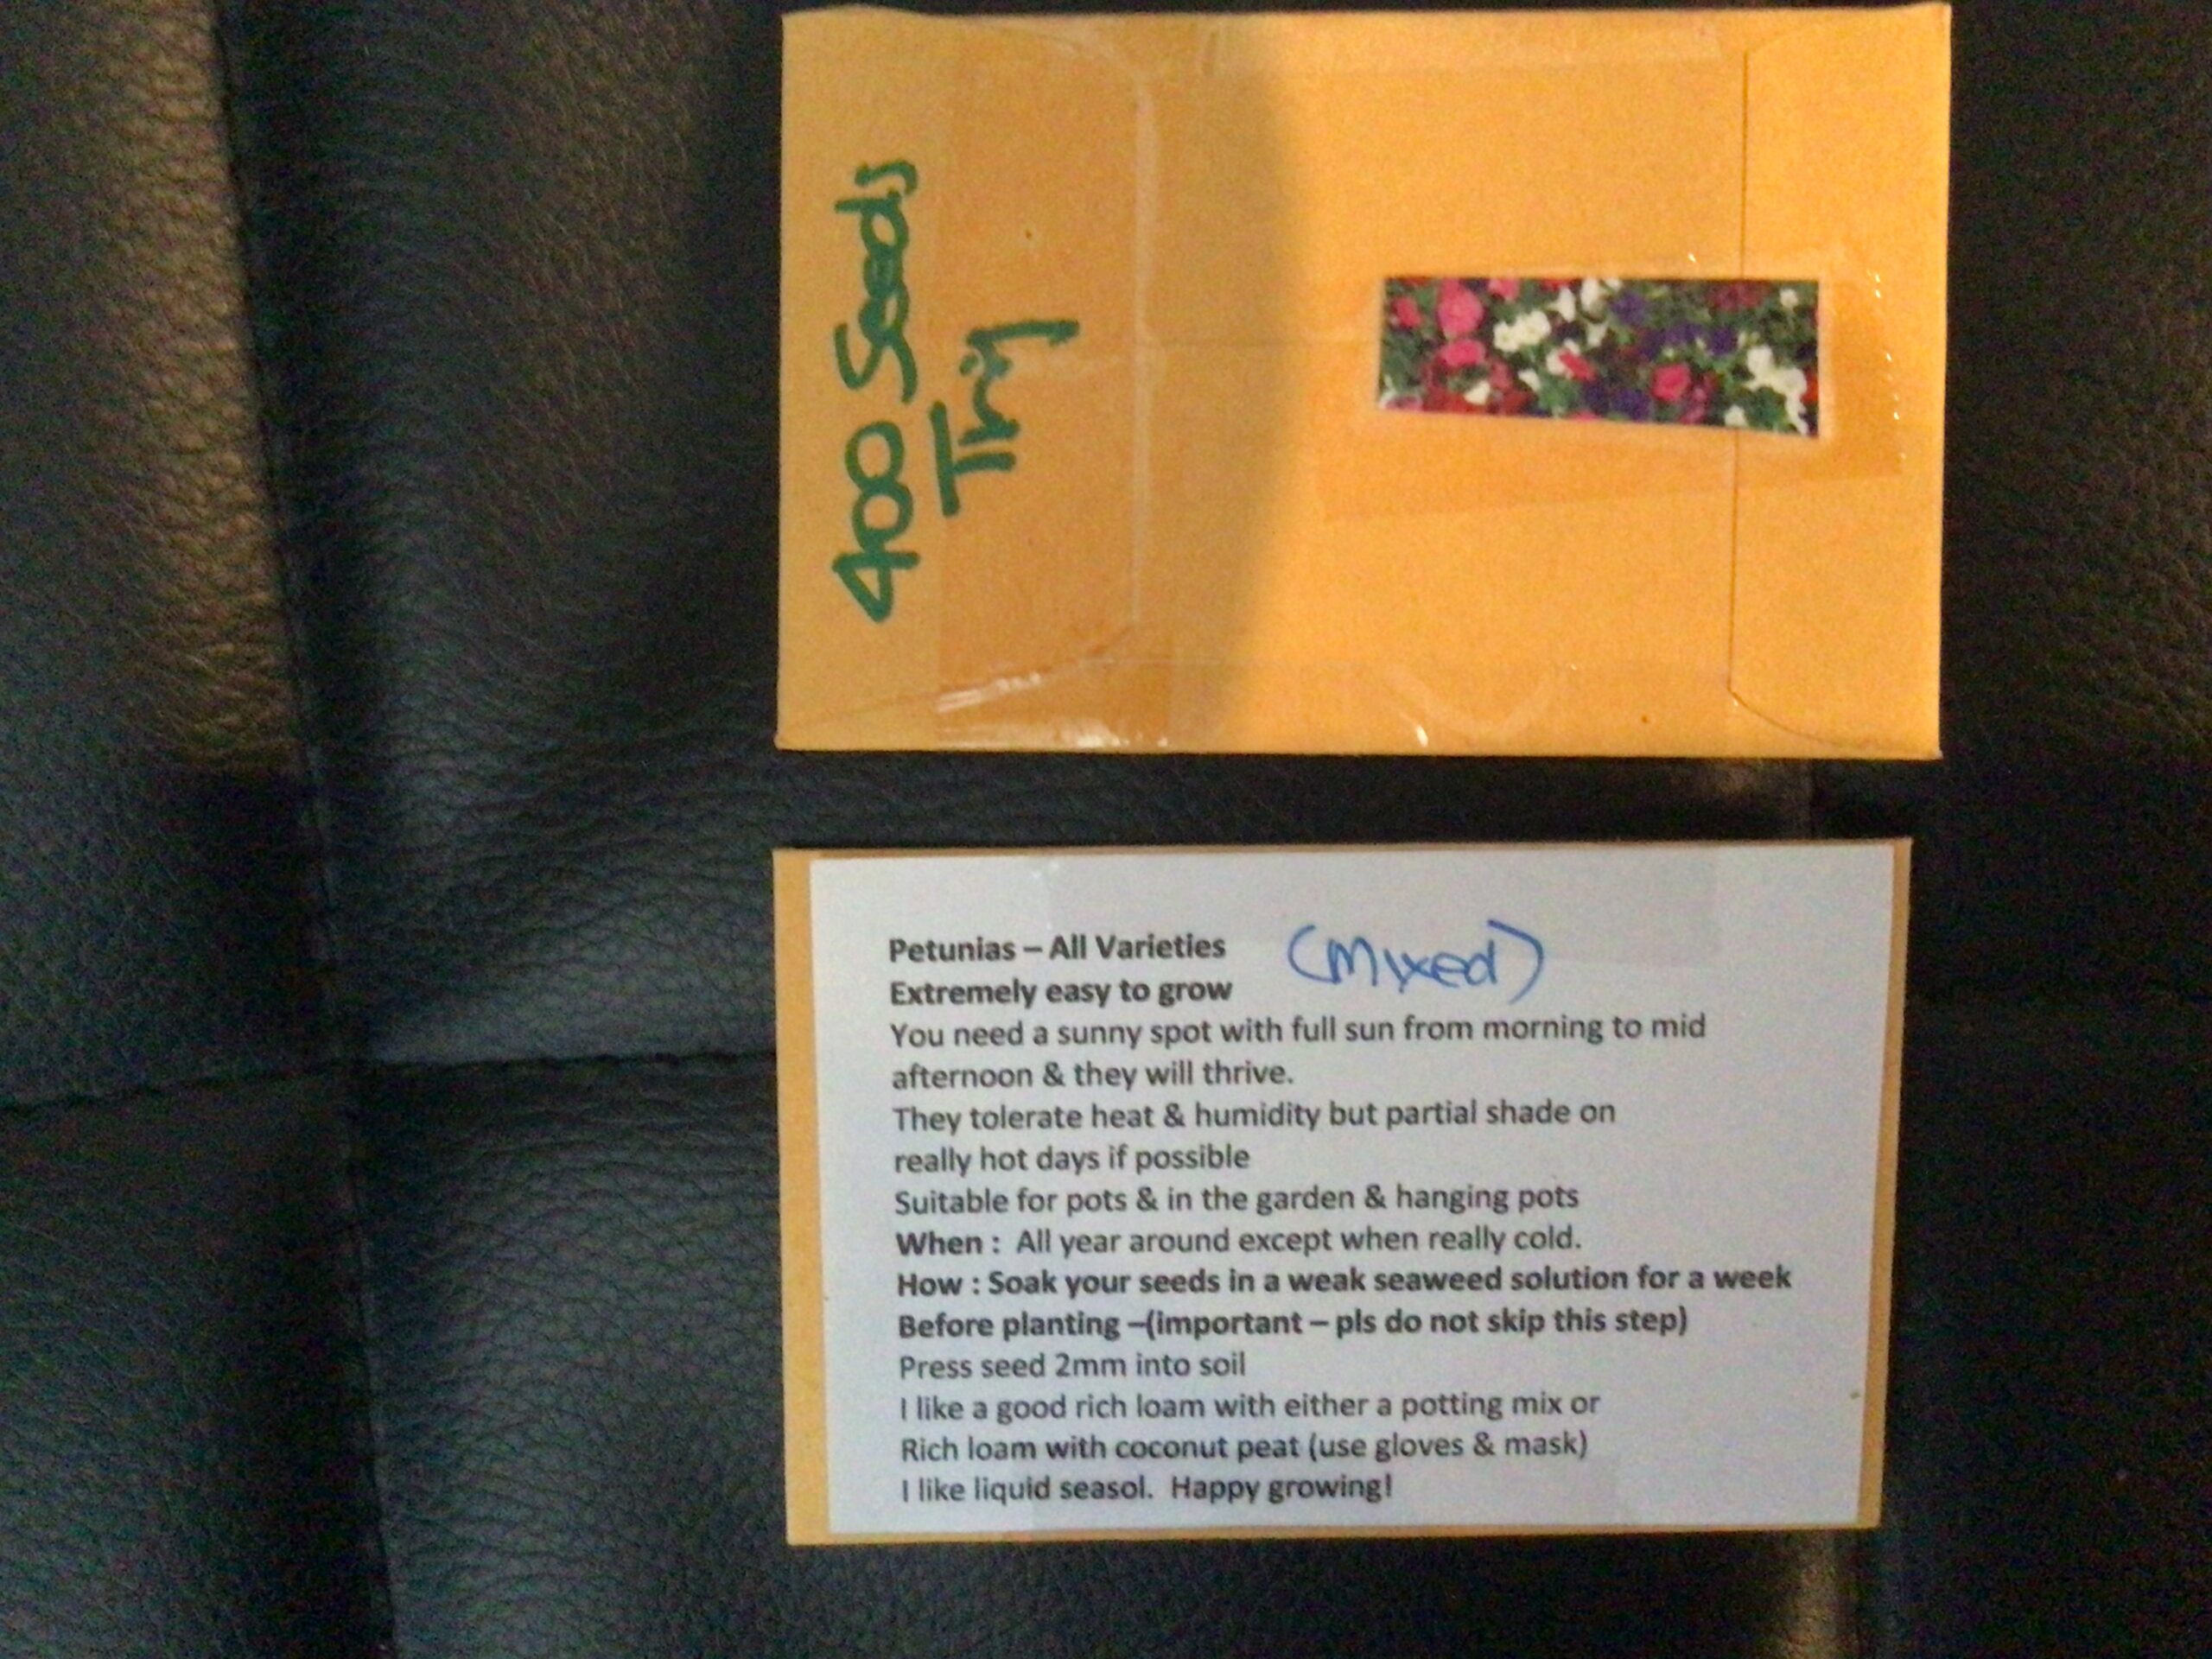 400 Seeds
Try
Petunias – All Varieties (Mixed)
Extremely easy to grow
You need a sunny spot with full sun from morning to mid
afternoon & they will thrive.
They tolerate heat & humidity but partial shade on
really hot days if possible
Suitable for pots & in the garden & hanging pots
When : All year around except when really cold.
How : Soak your seeds in a weak seaweed solution for a week
Before planting –(important – pls do not skip this step)
Press seed 2mm into soil
I like a good rich loam with either a potting mix or
Rich loam with coconut peat (use gloves & mask)
I like liquid seasol. Happy growing!